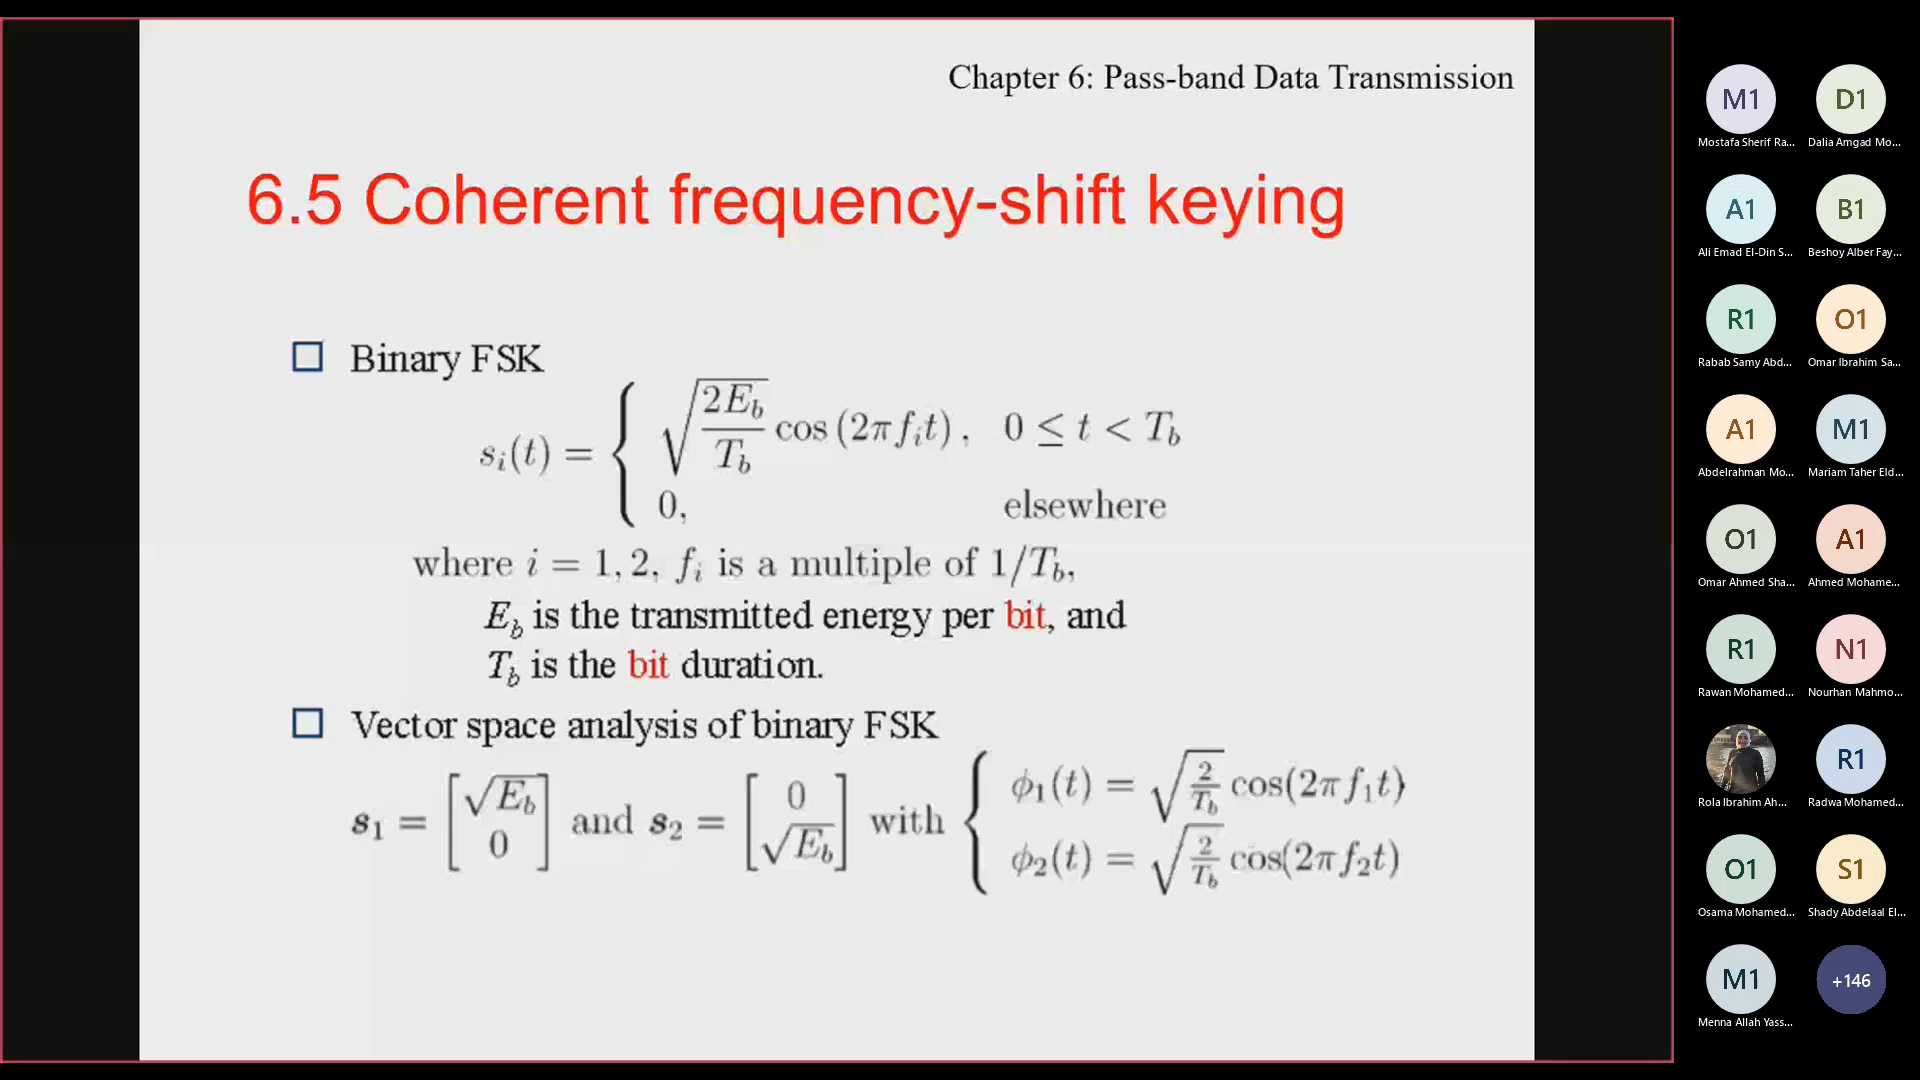 Chapter 6: Pass-band Data Transmission
6.5 Coherent frequency-shift keying
Binary FSK
s_i(t) = { √(2E_b/T_b) cos (2πf_i t) , 0 ≤ t < T_b
0, elsewhere
where i = 1, 2, f_i is a multiple of 1/T_b,
E_b is the transmitted energy per bit, and
T_b is the bit duration.
Vector space analysis of binary FSK
s_1 = [√E_b 0] and s_2 = [0 √E_b] with { φ_1(t) = √(2/T_b) cos(2πf_1t)
φ_2(t) = √(2/T_b) cos(2πf_2t)
M1 D1
Mostafa Sherif Ra... Dalia Amgad Mo...
A1 B1
Ali Emad El-Din S... Beshoy Alber Fay...
R1 O1
Rabab Samy Abd... Omar Ibrahim Sa...
A1 M1
Abdelrahman Mo... Mariam Taher Eld...
O1 A1
Omar Ahmed Sha... Ahmed Mohame...
R1 N1
Rawan Mohamed... Nourhan Mahmo...
R1
Rola Ibrahim Ah... Radwa Mohamed...
O1 S1
Osama Mohamed... Shady Abdelaal El...
M1 +146
Menna Allah Yass...